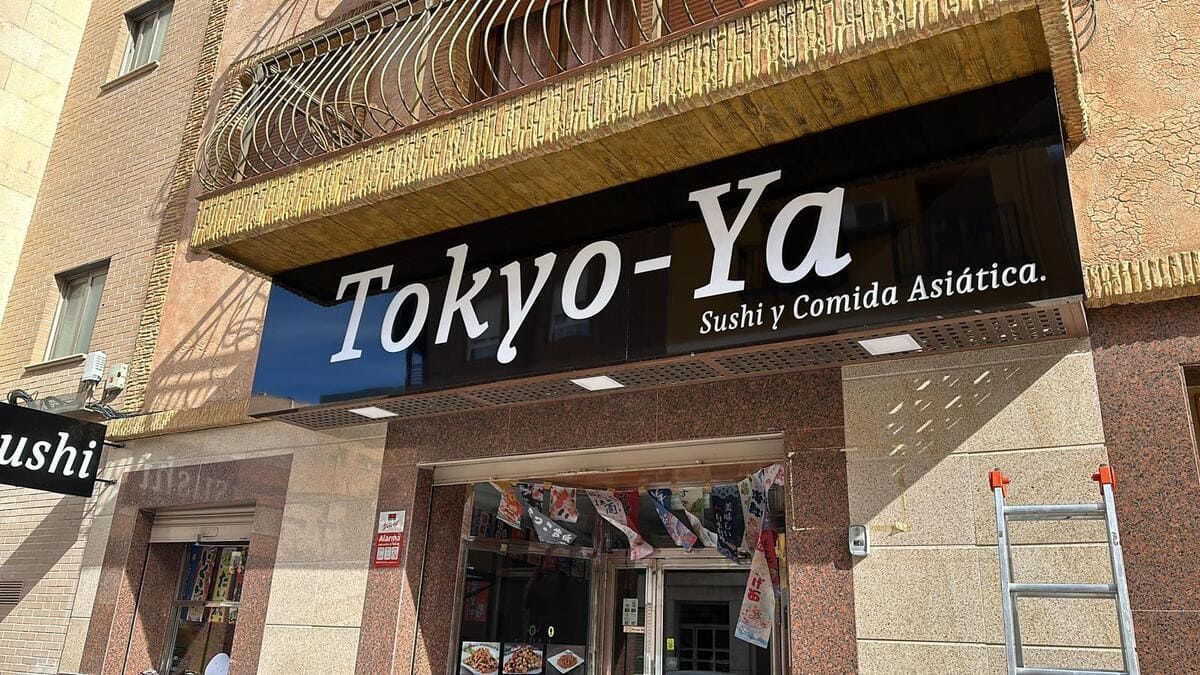 Tokyo-Ya
Sushi y Comida Asiática.
ushi
Alarma